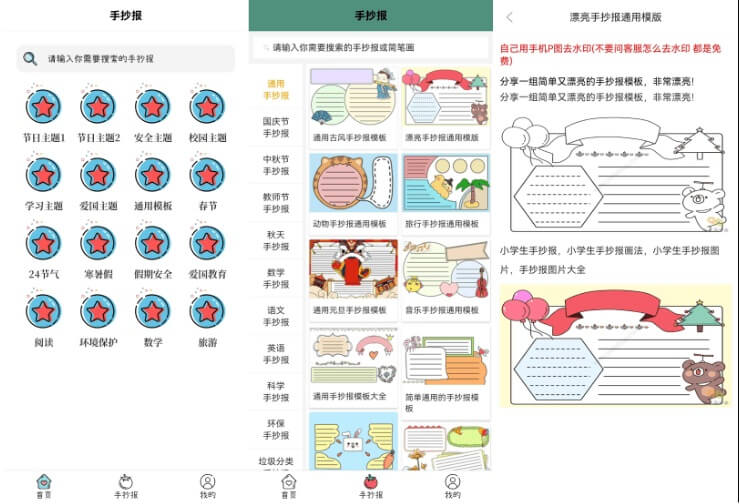 手抄报
请输入你需要搜索的手抄报
节日主题1 节日主题2 安全主题 校园主题
学习主题 爱国主题 通用模板 春节
24节气 寒暑假 假期安全 爱国教育
阅读 环境保护 数学 旅游
首页 手抄报 我的
手抄报
请输入你需要搜索的手抄报或简笔画
通用
手抄报
国庆节
手抄报
中秋节
手抄报
教师节
手抄报
秋天
手抄报
数学
手抄报
语文
手抄报
英语
手抄报
科学
手抄报
环保
手抄报
垃圾分类
通用古风手抄报模板 漂亮手抄报通用模版
动物手抄报通用模板 旅行手抄报通用模板
通用元旦手抄报模板 音乐手抄报通用模板
通用手抄报模板大全 简单通用的手抄报模
板
首页 手抄报 我的
漂亮手抄报通用模版
自己用手机P图去水印(不要问客服怎么去水印 都是免
费)
分享一组简单又漂亮的手抄报模板，非常漂亮!
分享一组简单又漂亮的手抄报模板，非常漂亮!
小学生手抄报，小学生手抄报画法，小学生手抄报图
片，手抄报图片大全